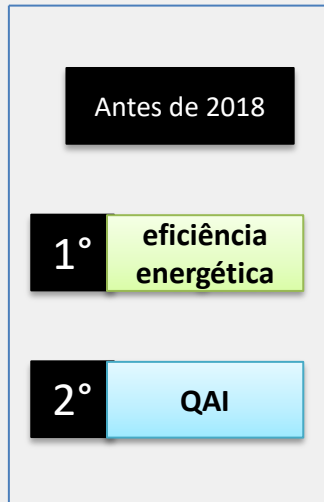 Antes de 2018
1°
eficiência
energética
2°
QAI